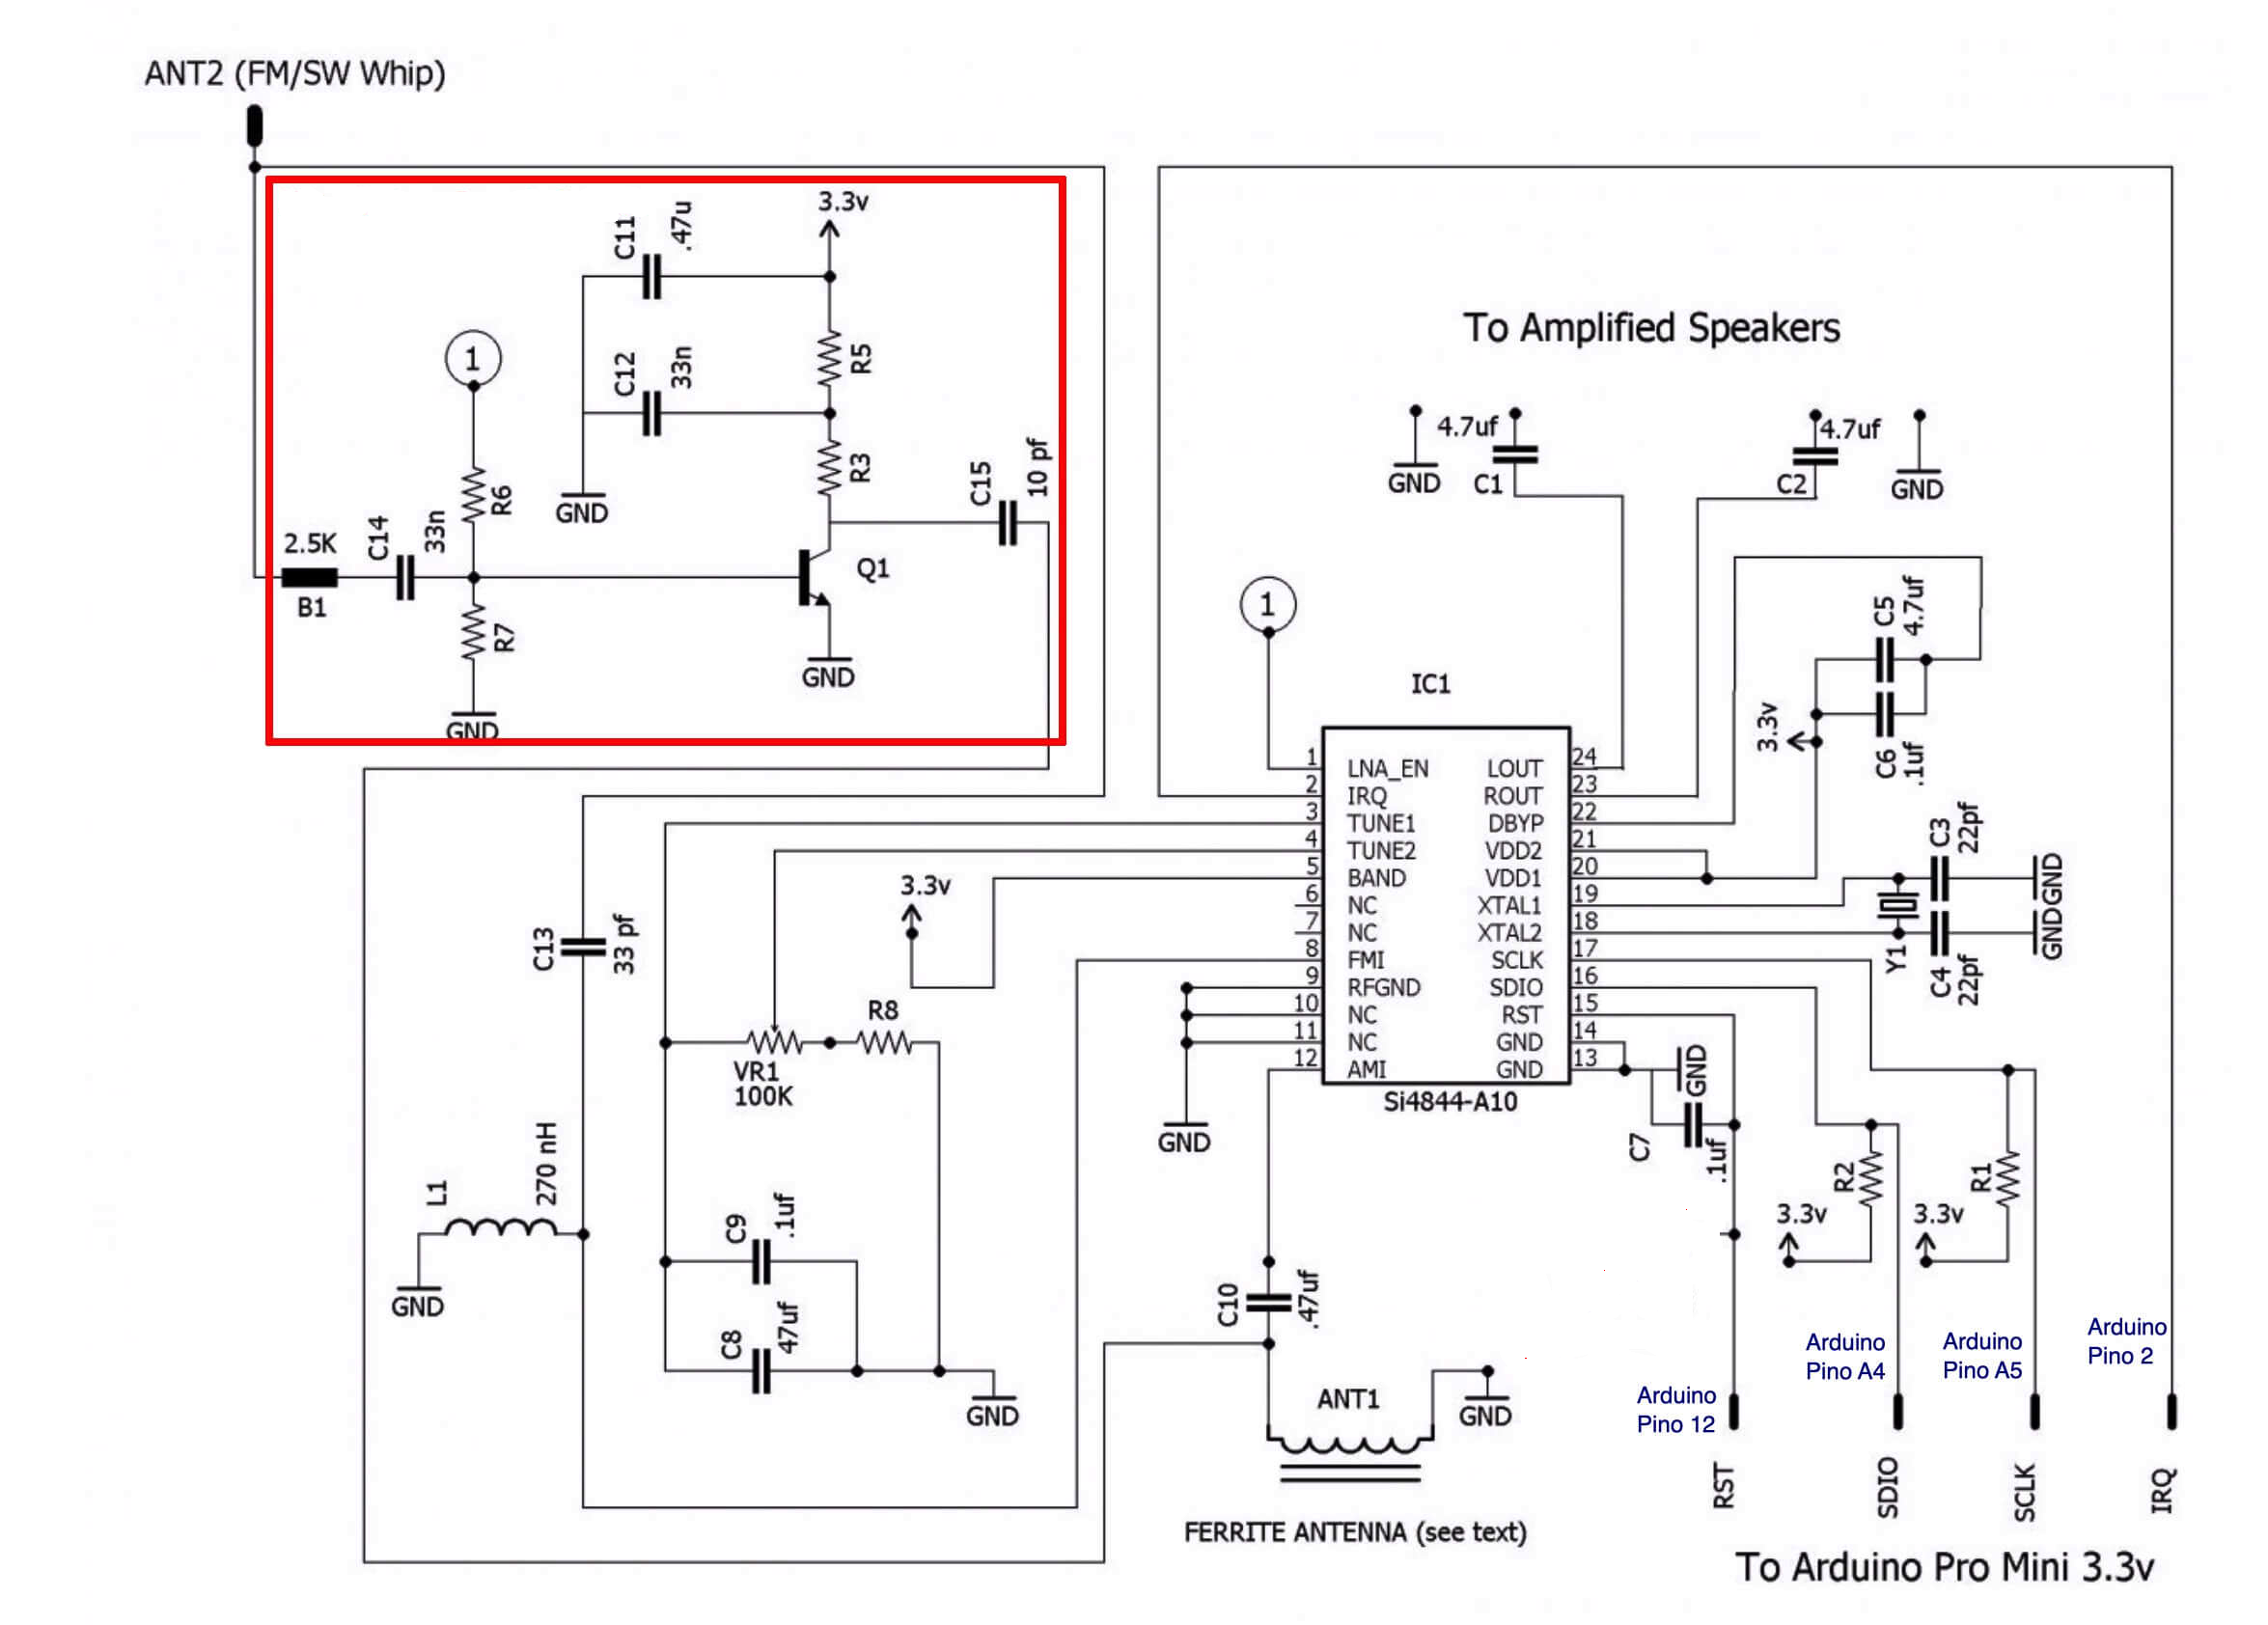 ANT2 (FM/SW Whip)
3.3v
C11
.47u
R5
C12
33n
R3
1
R6
GND
C15
10 pf
2.5K
B1
C14
33n
Q1
R7
GND
GND
To Amplified Speakers
GND
4.7uf
C1
4.7uf
C2
GND
1
IC1
C5
4.7uf
3.3v
C6
.1uf
1
2
3
4
5
6
7
8
9
10
11
12
LNA_EN
IRQ
TUNE1
TUNE2
BAND
NC
NC
FMI
RFGND
NC
NC
AMI
LOUT
ROUT
DBYP
VDD2
VDD1
XTAL1
XTAL2
SCLK
SDIO
RST
GND
GND
24
23
22
21
20
19
18
17
16
15
14
13
Si4844-A10
C3
22pf
GND
Y1
C4
22pf
GND
3.3v
C13
33 pf
R8
VR1
100K
GND
GND
C7
.1uf
R2
3.3v
R1
3.3v
L1
270 nH
GND
C9
.1uf
C8
47uf
GND
C10
.47uf
ANT1
GND
FERRITE ANTENNA (see text)
Arduino
Pino 12
Arduino
Pino A4
Arduino
Pino A5
Arduino
Pino 2
RST
SDIO
SCLK
IRQ
To Arduino Pro Mini 3.3v